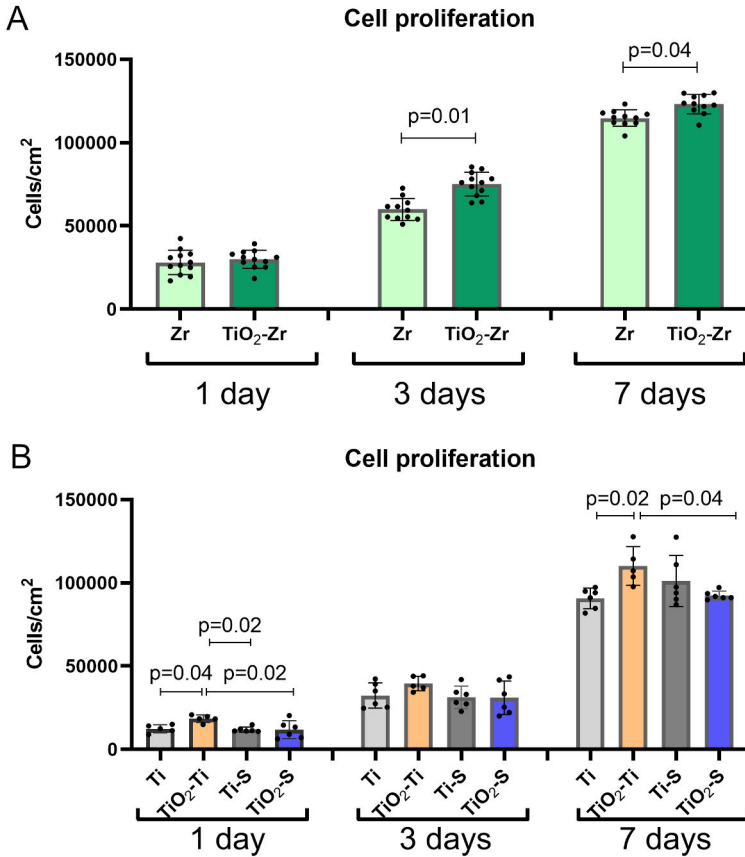 A
Cell proliferation
150000
100000
50000
0
Cells/cm²
p=0.01
p=0.04
Zr TiO₂-Zr Zr TiO₂-Zr Zr TiO₂-Zr
1 day 3 days 7 days
B
Cell proliferation
150000
100000
50000
0
Cells/cm²
p=0.04
p=0.02
p=0.02
p=0.02
p=0.04
Ti TiO₂-Ti Ti-S TiO₂-S Ti TiO₂-Ti Ti-S TiO₂-S Ti TiO₂-Ti Ti-S TiO₂-S
1 day 3 days 7 days